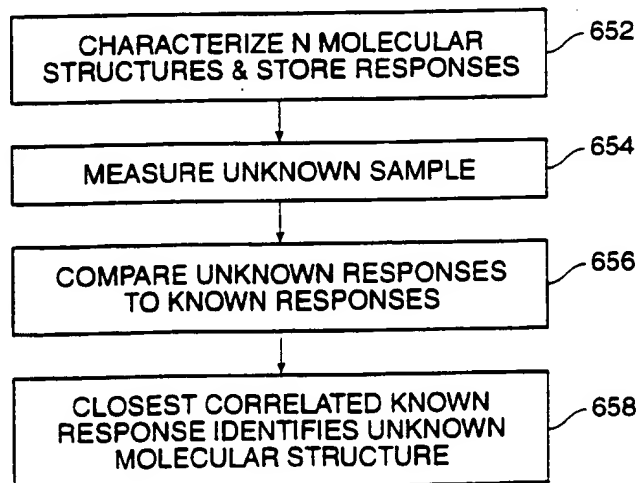 CHARACTERIZE N MOLECULAR
STRUCTURES & STORE RESPONSES
652
MEASURE UNKNOWN SAMPLE
654
COMPARE UNKNOWN RESPONSES
TO KNOWN RESPONSES
656
CLOSEST CORRELATED KNOWN
RESPONSE IDENTIFIES UNKNOWN
MOLECULAR STRUCTURE
658